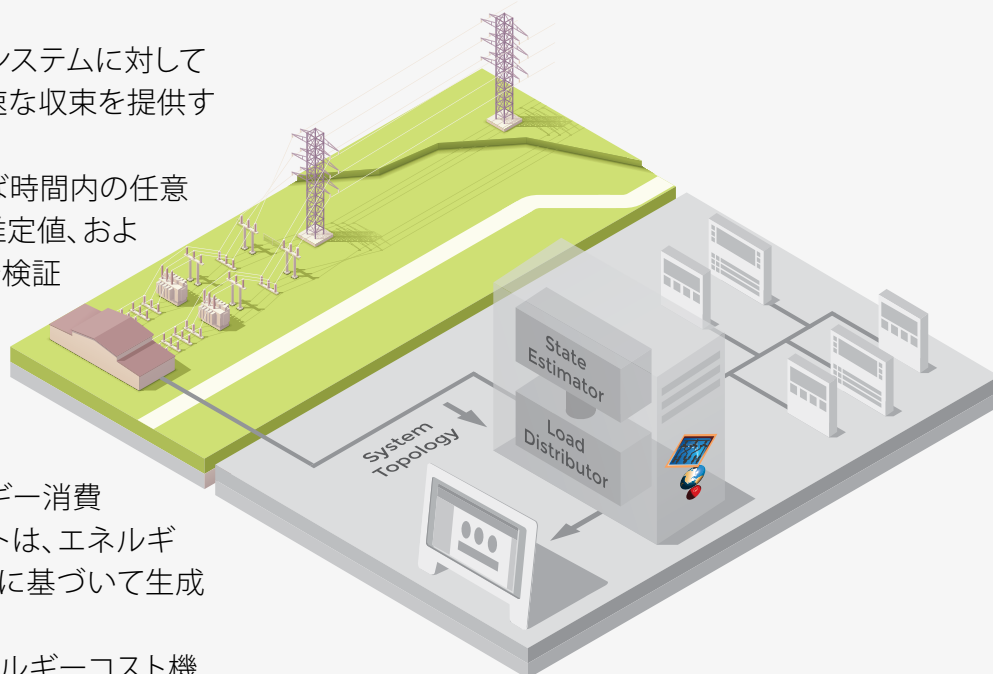 システムに対して
速な収束を提供す
ば時間内の任意
推定値、およ
検証
ギー消費
トは、エネルギ
に基づいて生成
ルギーコスト機
State
Estimator
Load
Distributor
System
Topology